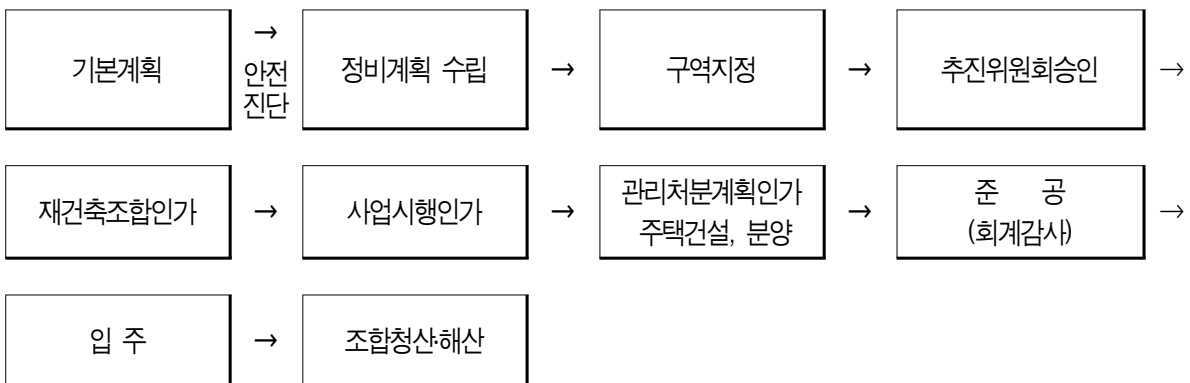 기본계획 → 안전 진단 정비계획 수립 → 구역지정 → 추진위원회승인 →
재건축조합인가 → 사업시행인가 → 관리처분계획인가 주택건설, 분양 → 준 공 (회계감사) →
입 주 → 조합청산·해산